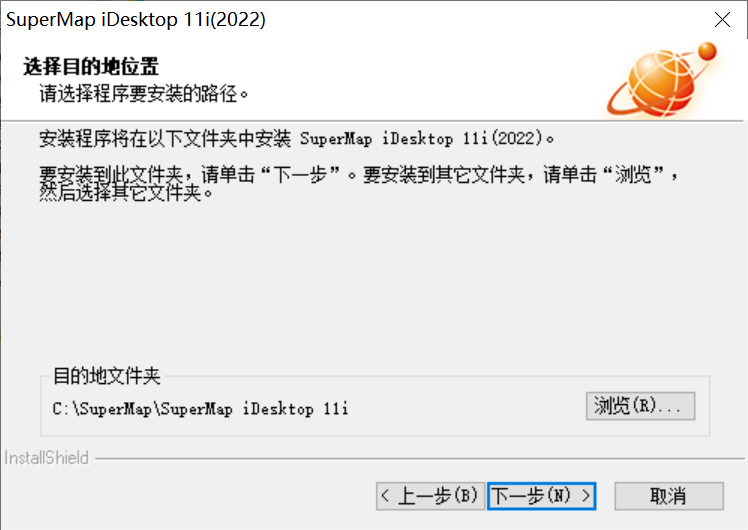 SuperMap iDesktop 11i(2022)
选择目的地位置
请选择程序要安装的路径。
安装程序将在以下文件夹中安装 SuperMap iDesktop 11i(2022)。
要安装到此文件夹，请单击“下一步”。要安装到其它文件夹，请单击“浏览”，
然后选择其它文件夹。
目的地文件夹
C:\SuperMap\SuperMap iDesktop 11i
浏览(R)...
InstallShield
< 上一步(B)
下一步(N) >
取消